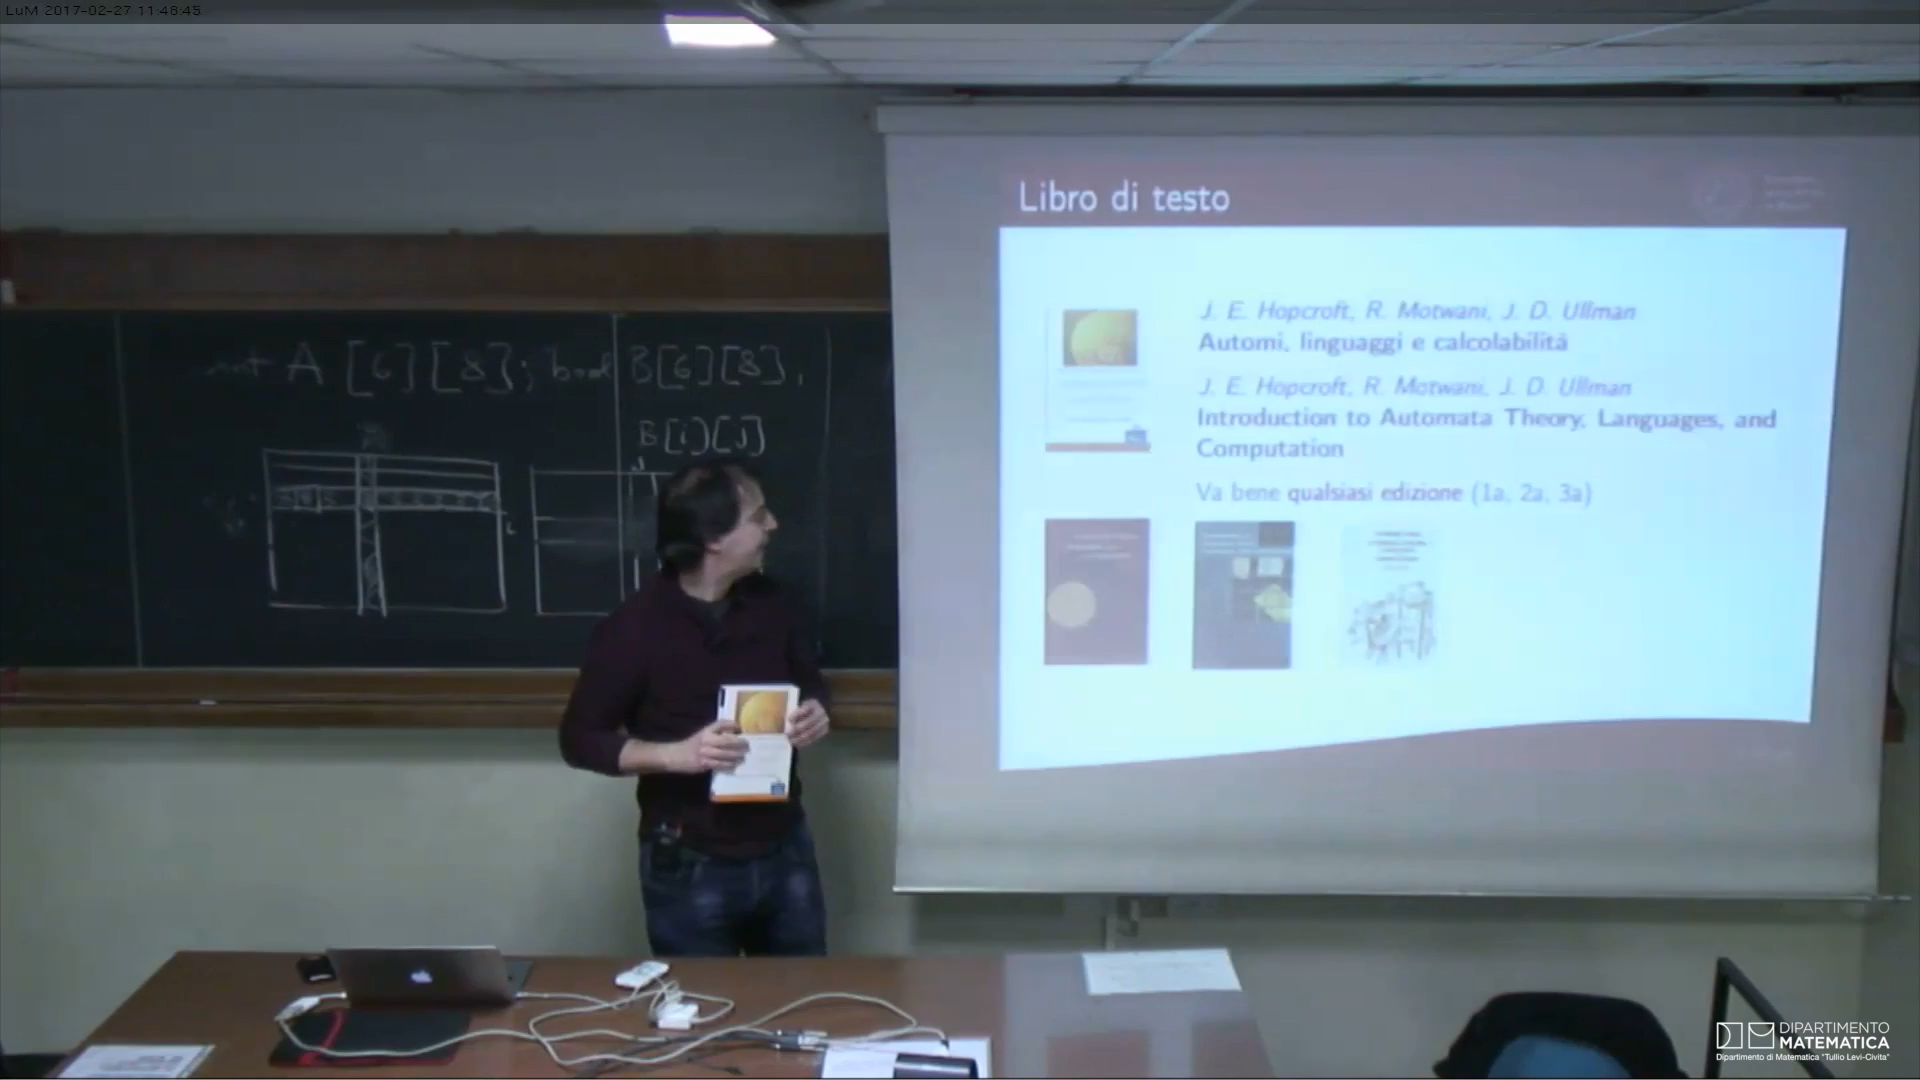 LuM 2017-02-27 11:48:45
Libro di testo
J. E. Hopcroft, R. Motwani, J. D. Ullman
Automi, linguaggi e calcolabilità
J. E. Hopcroft, R. Motwani, J. D. Ullman
Introduction to Automata Theory, Languages, and
Computation
Va bene qualsiasi edizione (1a, 2a, 3a)
int A [6][8]; bool B[6][8],
B[i][J]
DIPARTIMENTO
MATEMATICA
Dipartimento di Matematica "Tullio Levi-Civita"